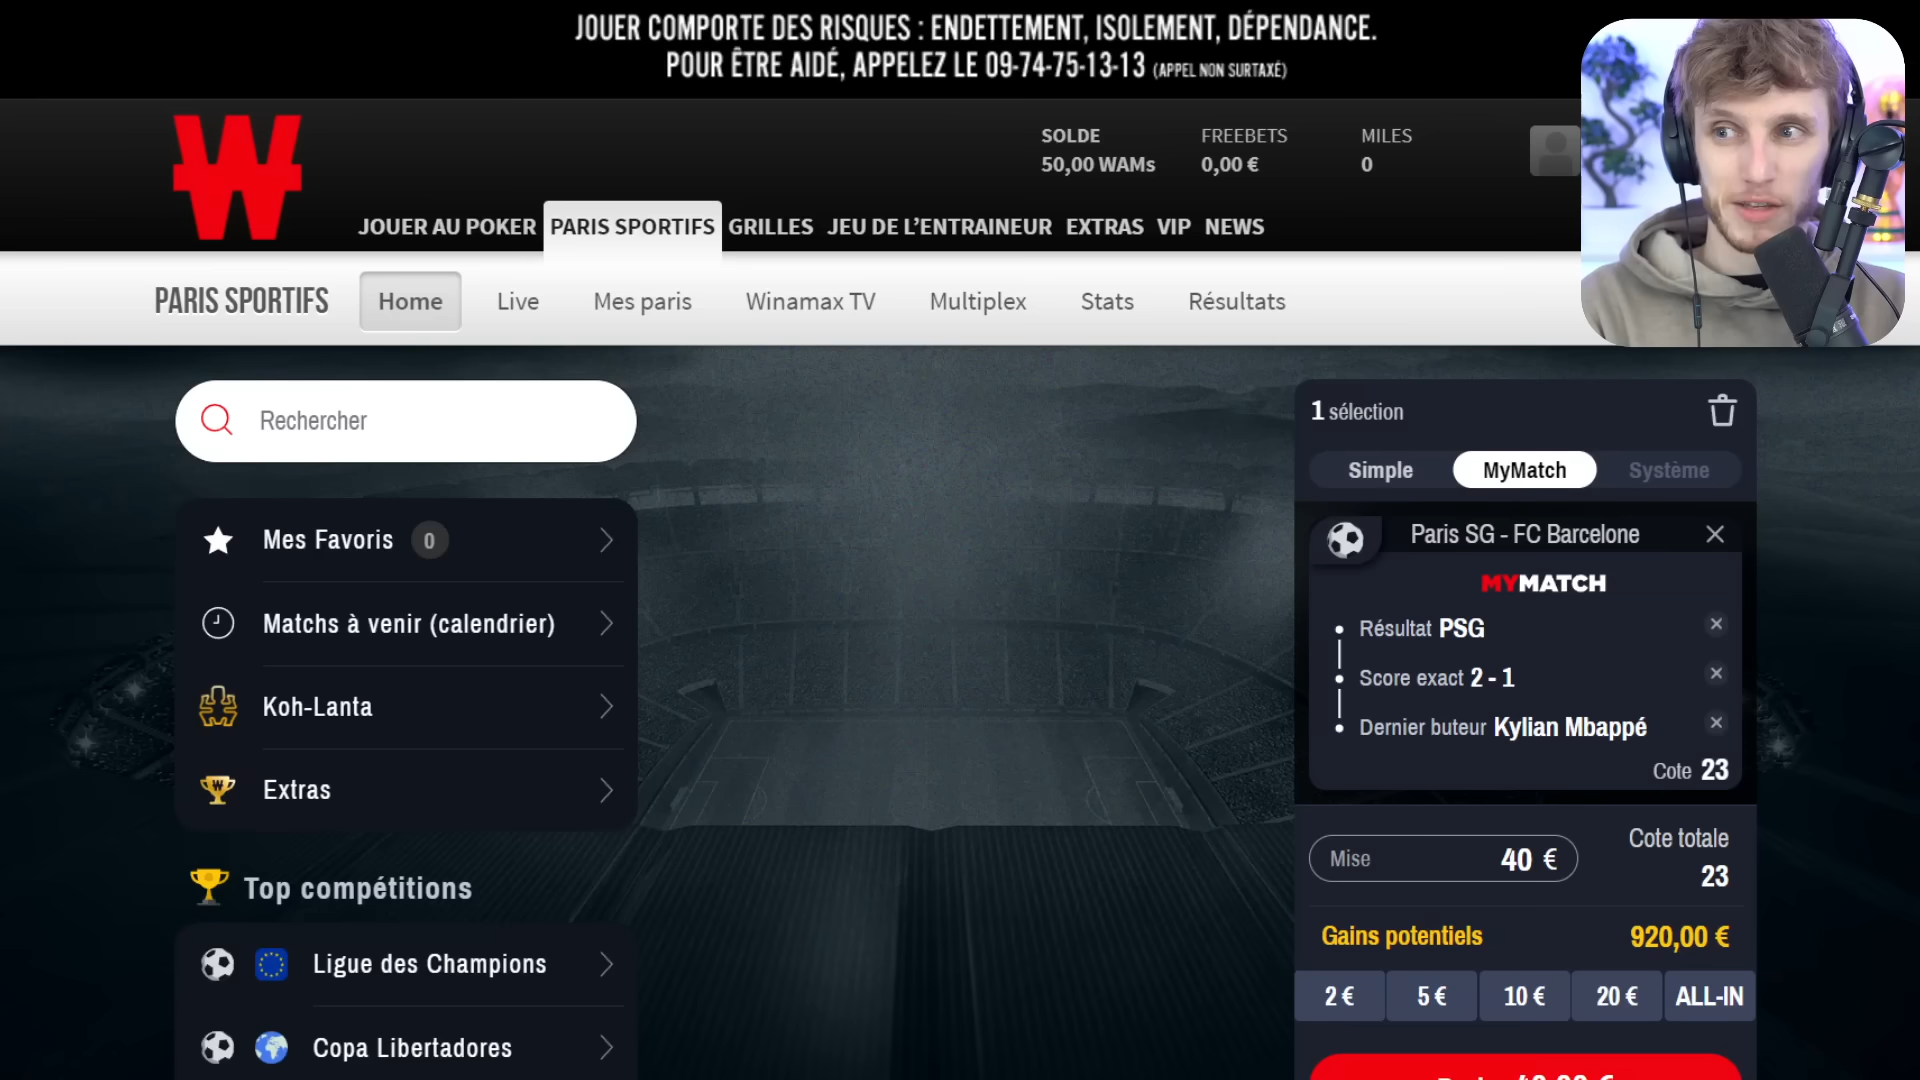 JOUER COMPORTE DES RISQUES : ENDETTEMENT, ISOLEMENT, DÉPENDANCE.
POUR ÊTRE AIDÉ, APPELEZ LE 09-74-75-13-13 (APPEL NON SURTAXÉ)
W
SOLDE FREEBETS MILES
50,00 WAMs 0,00 € 0
JOUER AU POKER PARIS SPORTIFS GRILLES JEU DE L'ENTRAINEUR EXTRAS VIP NEWS
PARIS SPORTIFS Home Live Mes paris Winamax TV Multiplex Stats Résultats
Rechercher
Mes Favoris 0
Matchs à venir (calendrier)
Koh-Lanta
Extras
Top compétitions
Ligue des Champions
Copa Libertadores
1 sélection
Simple MyMatch Système
Paris SG - FC Barcelone
MYMATCH
Résultat PSG
Score exact 2 - 1
Dernier buteur Kylian Mbappé
Cote 23
Mise 40 €
Cote totale
23
Gains potentiels 920,00 €
2 € 5 € 10 € 20 € ALL-IN